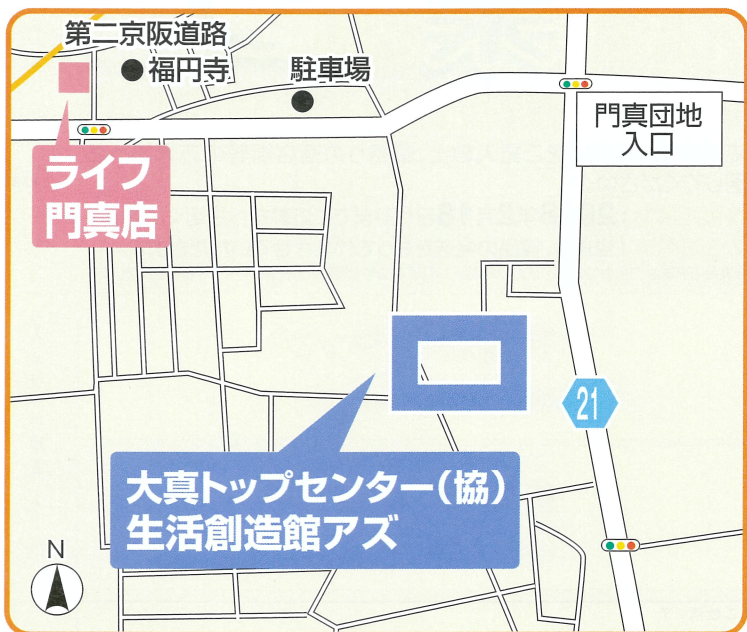 第二京阪道路
福円寺
駐車場
門真団地
入口
ライフ
門真店
21
大真トップセンター（協）
生活創造館アズ
N